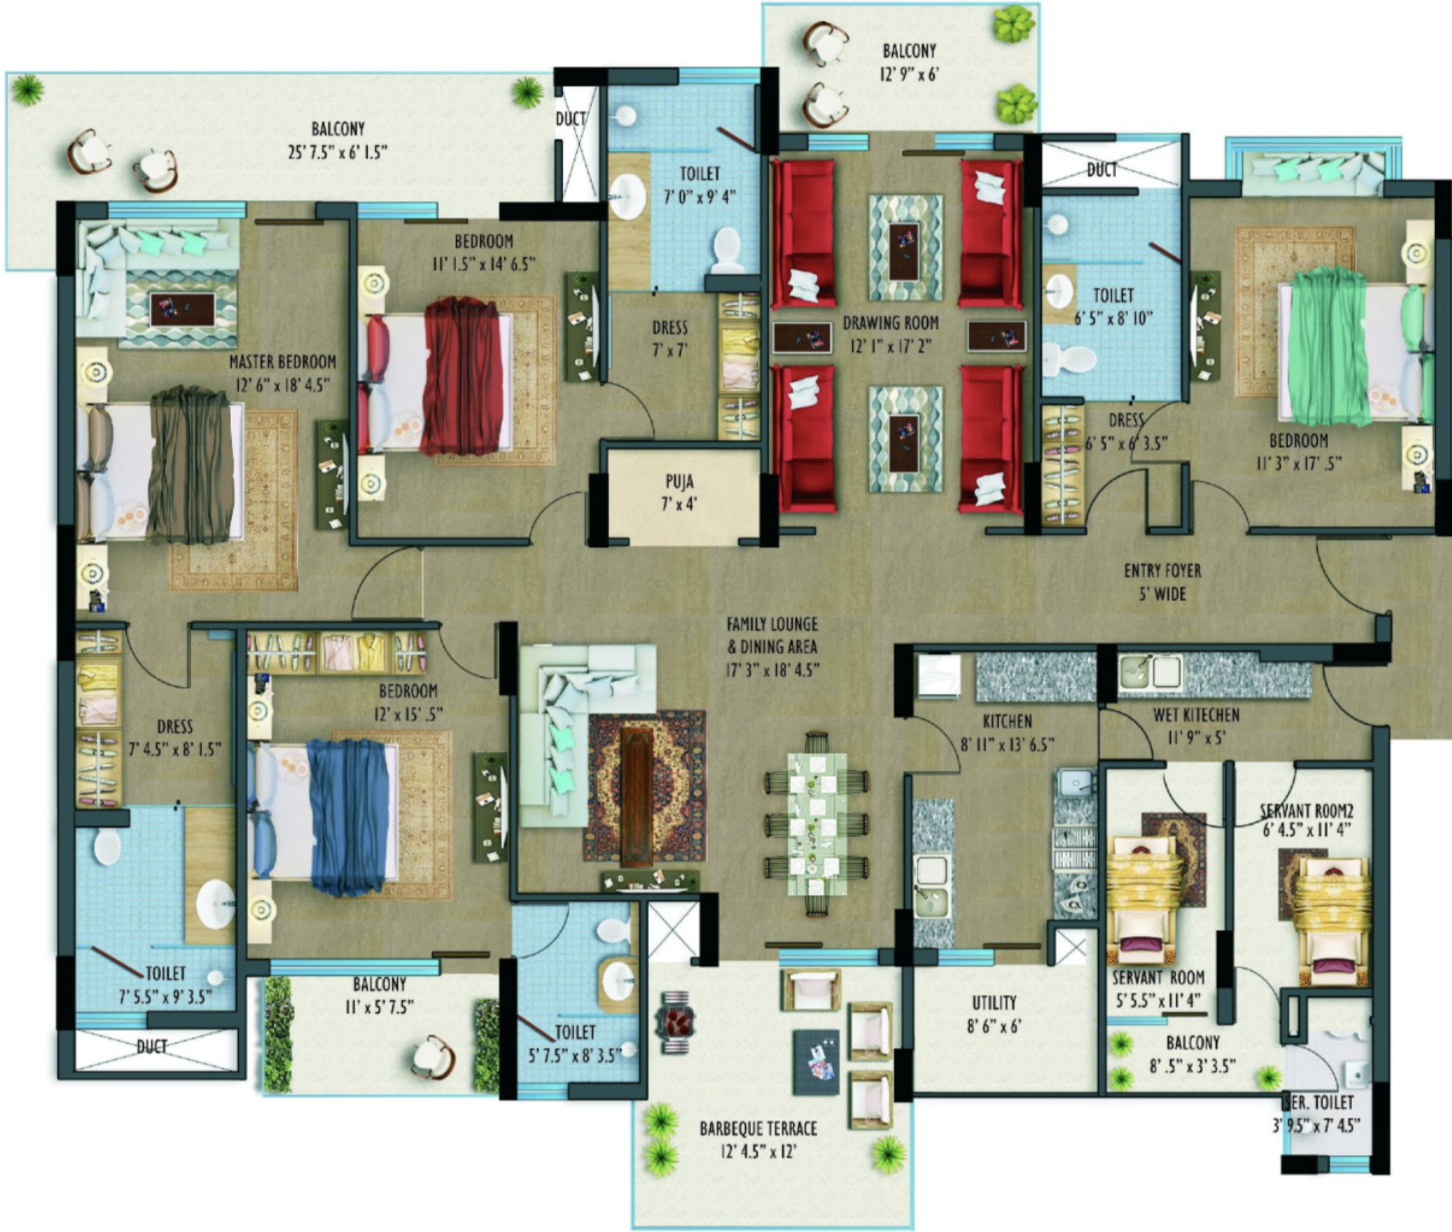 BALCONY
12' 9" x 6'
BALCONY
25' 7.5" x 6' 1.5"
DUCT
TOILET
7' 0" x 9' 4"
DUCT
BEDROOM
11' 1.5" x 14' 6.5"
MASTER BEDROOM
12' 6" x 18' 4.5"
DRESS
7' x 7'
DRAWING ROOM
12' 1" x 17' 2"
TOILET
6' 5" x 8' 10"
DRESS
6' 5" x 6' 3.5"
BEDROOM
11' 3" x 17' .5"
PUJA
7' x 4'
ENTRY FOYER
5' WIDE
FAMILY LOUNGE
& DINING AREA
17' 3" x 18' 4.5"
BEDROOM
12' x 15' .5"
DRESS
7' 4.5" x 8' 1.5"
KITCHEN
8' 11" x 13' 6.5"
WET KITECHEN
11' 9" x 5'
SERVANT ROOM2
6' 4.5" x 11' 4"
TOILET
7' 5.5" x 9' 3.5"
BALCONY
11' x 5' 7.5"
SERVANT ROOM
5' 5.5" x 11' 4"
UTILITY
8' 6" x 6'
DUCT
TOILET
5' 7.5" x 8' 3.5"
BALCONY
8' .5" x 3' 3.5"
SER. TOILET
3' 9.5" x 7' 4.5"
BARBEQUE TERRACE
12' 4.5" x 12'